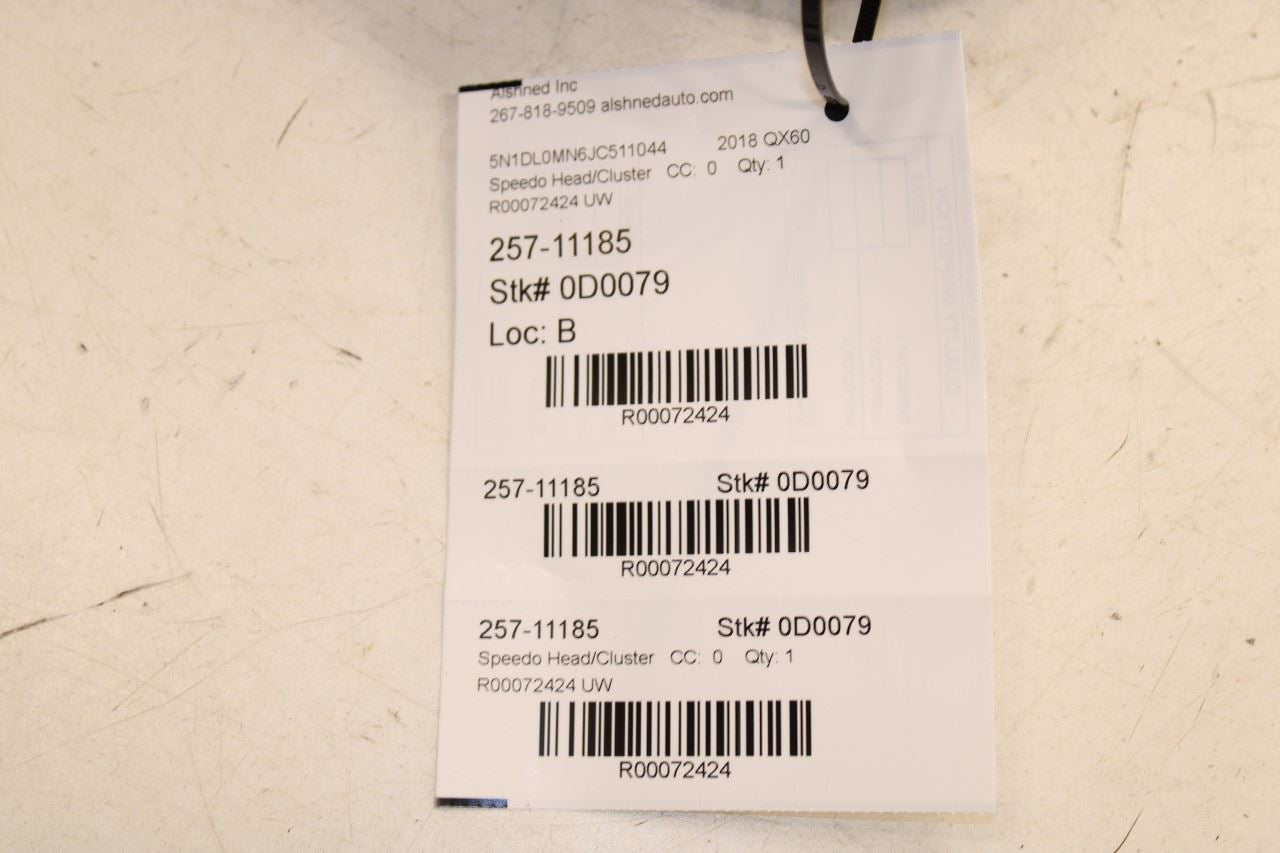 Alshned Inc
267-818-9509 alshnedauto.com
5N1DL0MN6JC511044 2018 QX60
Speedo Head/Cluster CC: 0 Qty: 1
R00072424 UW
257-11185
Stk# 0D0079
Loc: B
R00072424
257-11185 Stk# 0D0079
R00072424
257-11185 Stk# 0D0079
Speedo Head/Cluster CC: 0 Qty: 1
R00072424 UW
R00072424